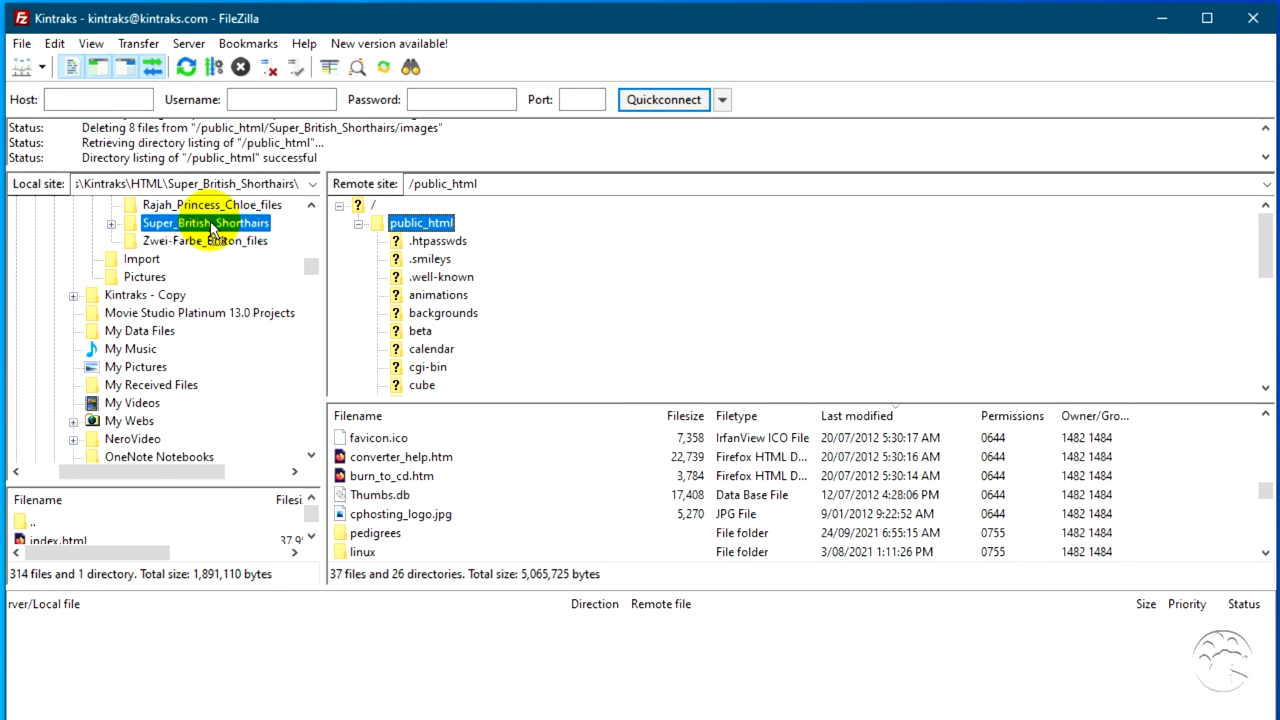 Kintraks - kintraks@kintraks.com - FileZilla
File Edit View Transfer Server Bookmarks Help New version available!
Host: Username: Password: Port: Quickconnect
Status: Deleting 8 files from "/public_html/Super_British_Shorthairs/images"
Status: Retrieving directory listing of "/public_html"...
Status: Directory listing of "/public_html" successful
Local site: :\Kintraks\HTML\Super_British_Shorthairs\
Rajah_Princess_Chloe_files
Super_British_Shorthairs
Zwei-Farbe_Button_files
Import
Pictures
Kintraks - Copy
Movie Studio Platinum 13.0 Projects
My Data Files
My Music
My Pictures
My Received Files
My Videos
My Webs
NeroVideo
OneNote Notebooks
Filename Filesi
..
index.html 37 9
314 files and 1 directory. Total size: 1,891,110 bytes
Remote site: /public_html
/
public_html
.htpasswds
.smileys
.well-known
animations
backgrounds
beta
calendar
cgi-bin
cube
Filename Filesize Filetype Last modified Permissions Owner/Gro...
favicon.ico 7,358 IrfanView ICO File 20/07/2012 5:30:17 AM 0644 1482 1484
converter_help.htm 22,739 Firefox HTML D... 20/07/2012 5:30:16 AM 0644 1482 1484
burn_to_cd.htm 3,784 Firefox HTML D... 20/07/2012 5:30:14 AM 0644 1482 1484
Thumbs.db 17,408 Data Base File 12/07/2012 4:28:06 PM 0644 1482 1484
cphosting_logo.jpg 5,270 JPG File 9/01/2012 9:22:52 AM 0644 1482 1484
pedigrees File folder 24/09/2021 6:55:15 AM 0755 1482 1484
linux File folder 3/08/2021 1:11:26 PM 0755 1482 1484
37 files and 26 directories. Total size: 5,065,725 bytes
rver/Local file Direction Remote file Size Priority Status